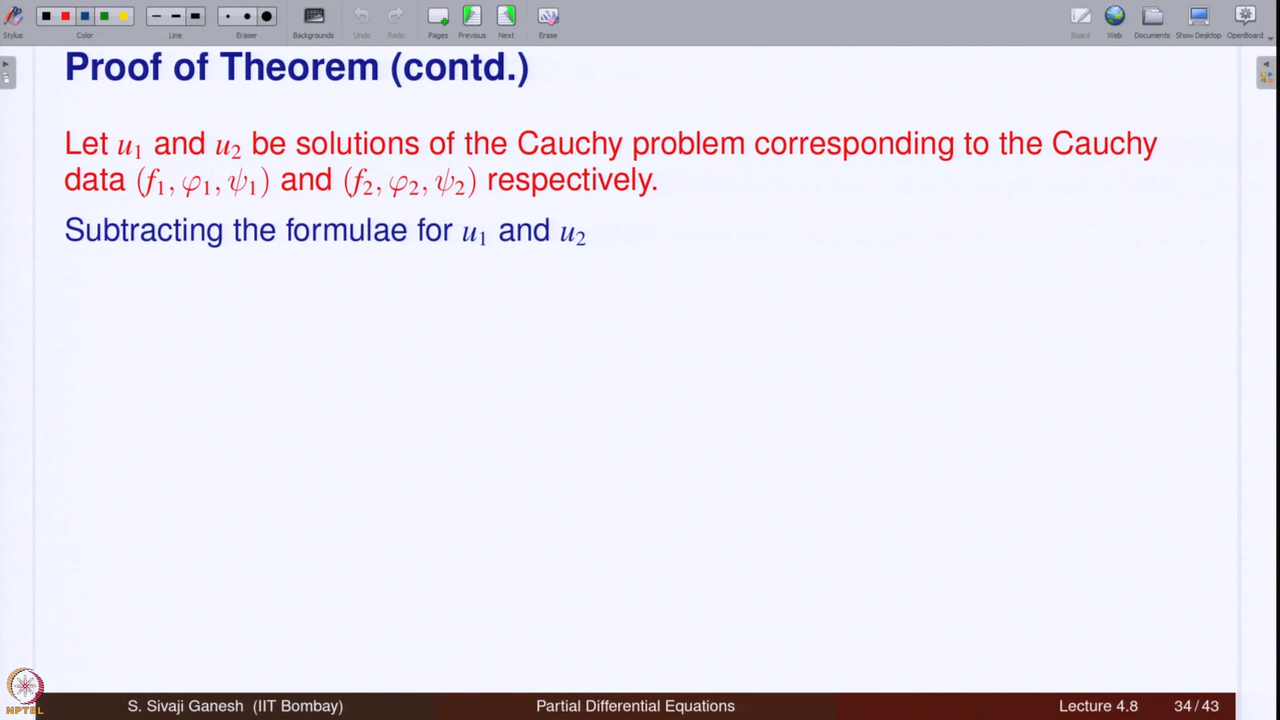 Stylus Color Line Eraser Backgrounds Undo Redo Pages Previous Next Erase Board Web Documents Show Desktop OpenBoard
Proof of Theorem (contd.)
Let u₁ and u₂ be solutions of the Cauchy problem corresponding to the Cauchy
data (f₁, φ₁, ψ₁) and (f₂, φ₂, ψ₂) respectively.
Subtracting the formulae for u₁ and u₂
NPTEL
S. Sivaji Ganesh (IIT Bombay) Partial Differential Equations Lecture 4.8 34 / 43